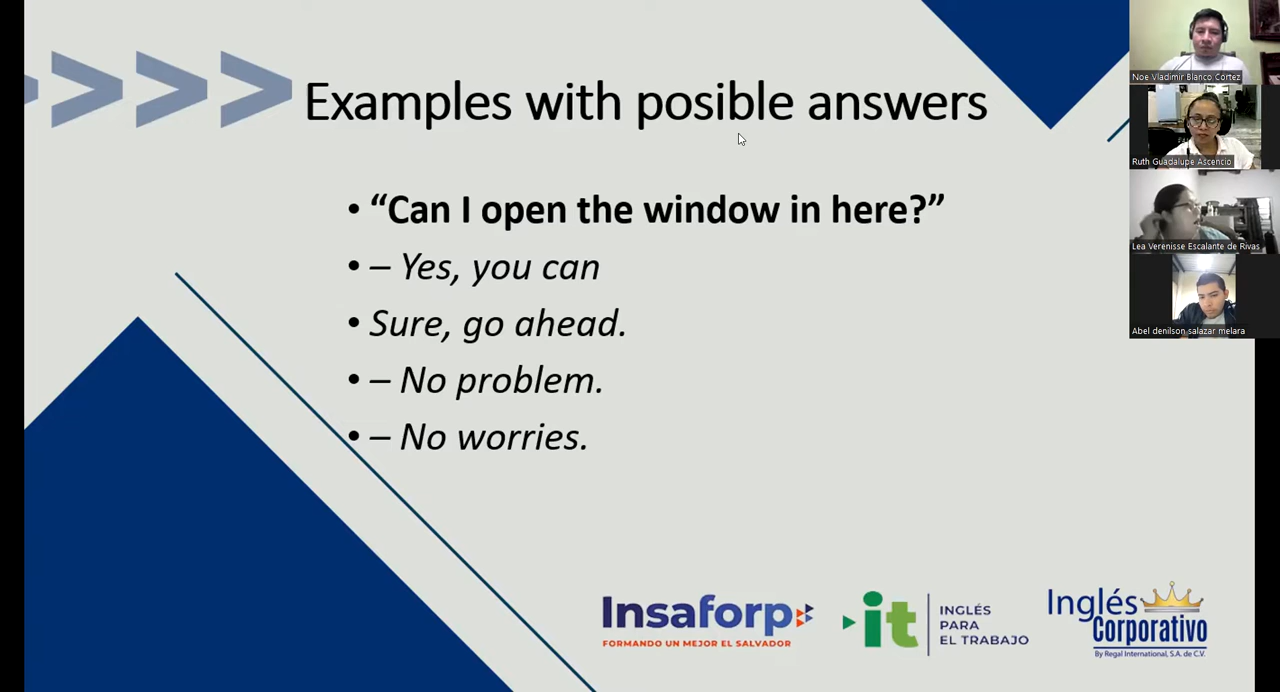 Examples with posible answers
• “Can I open the window in here?”
• – Yes, you can
• Sure, go ahead.
• – No problem.
• – No worries.
Insaforp
FORMANDO UN MEJOR EL SALVADOR
it
INGLÉS
PARA
EL TRABAJO
Inglés
Corporativo
By Regal International, S.A. de C.V.
Noe Vladimir Blanco Cortez
Ruth Guadalupe Ascencio
Lea Verenisse Escalante de Rivas
Abel denilson salazar melara